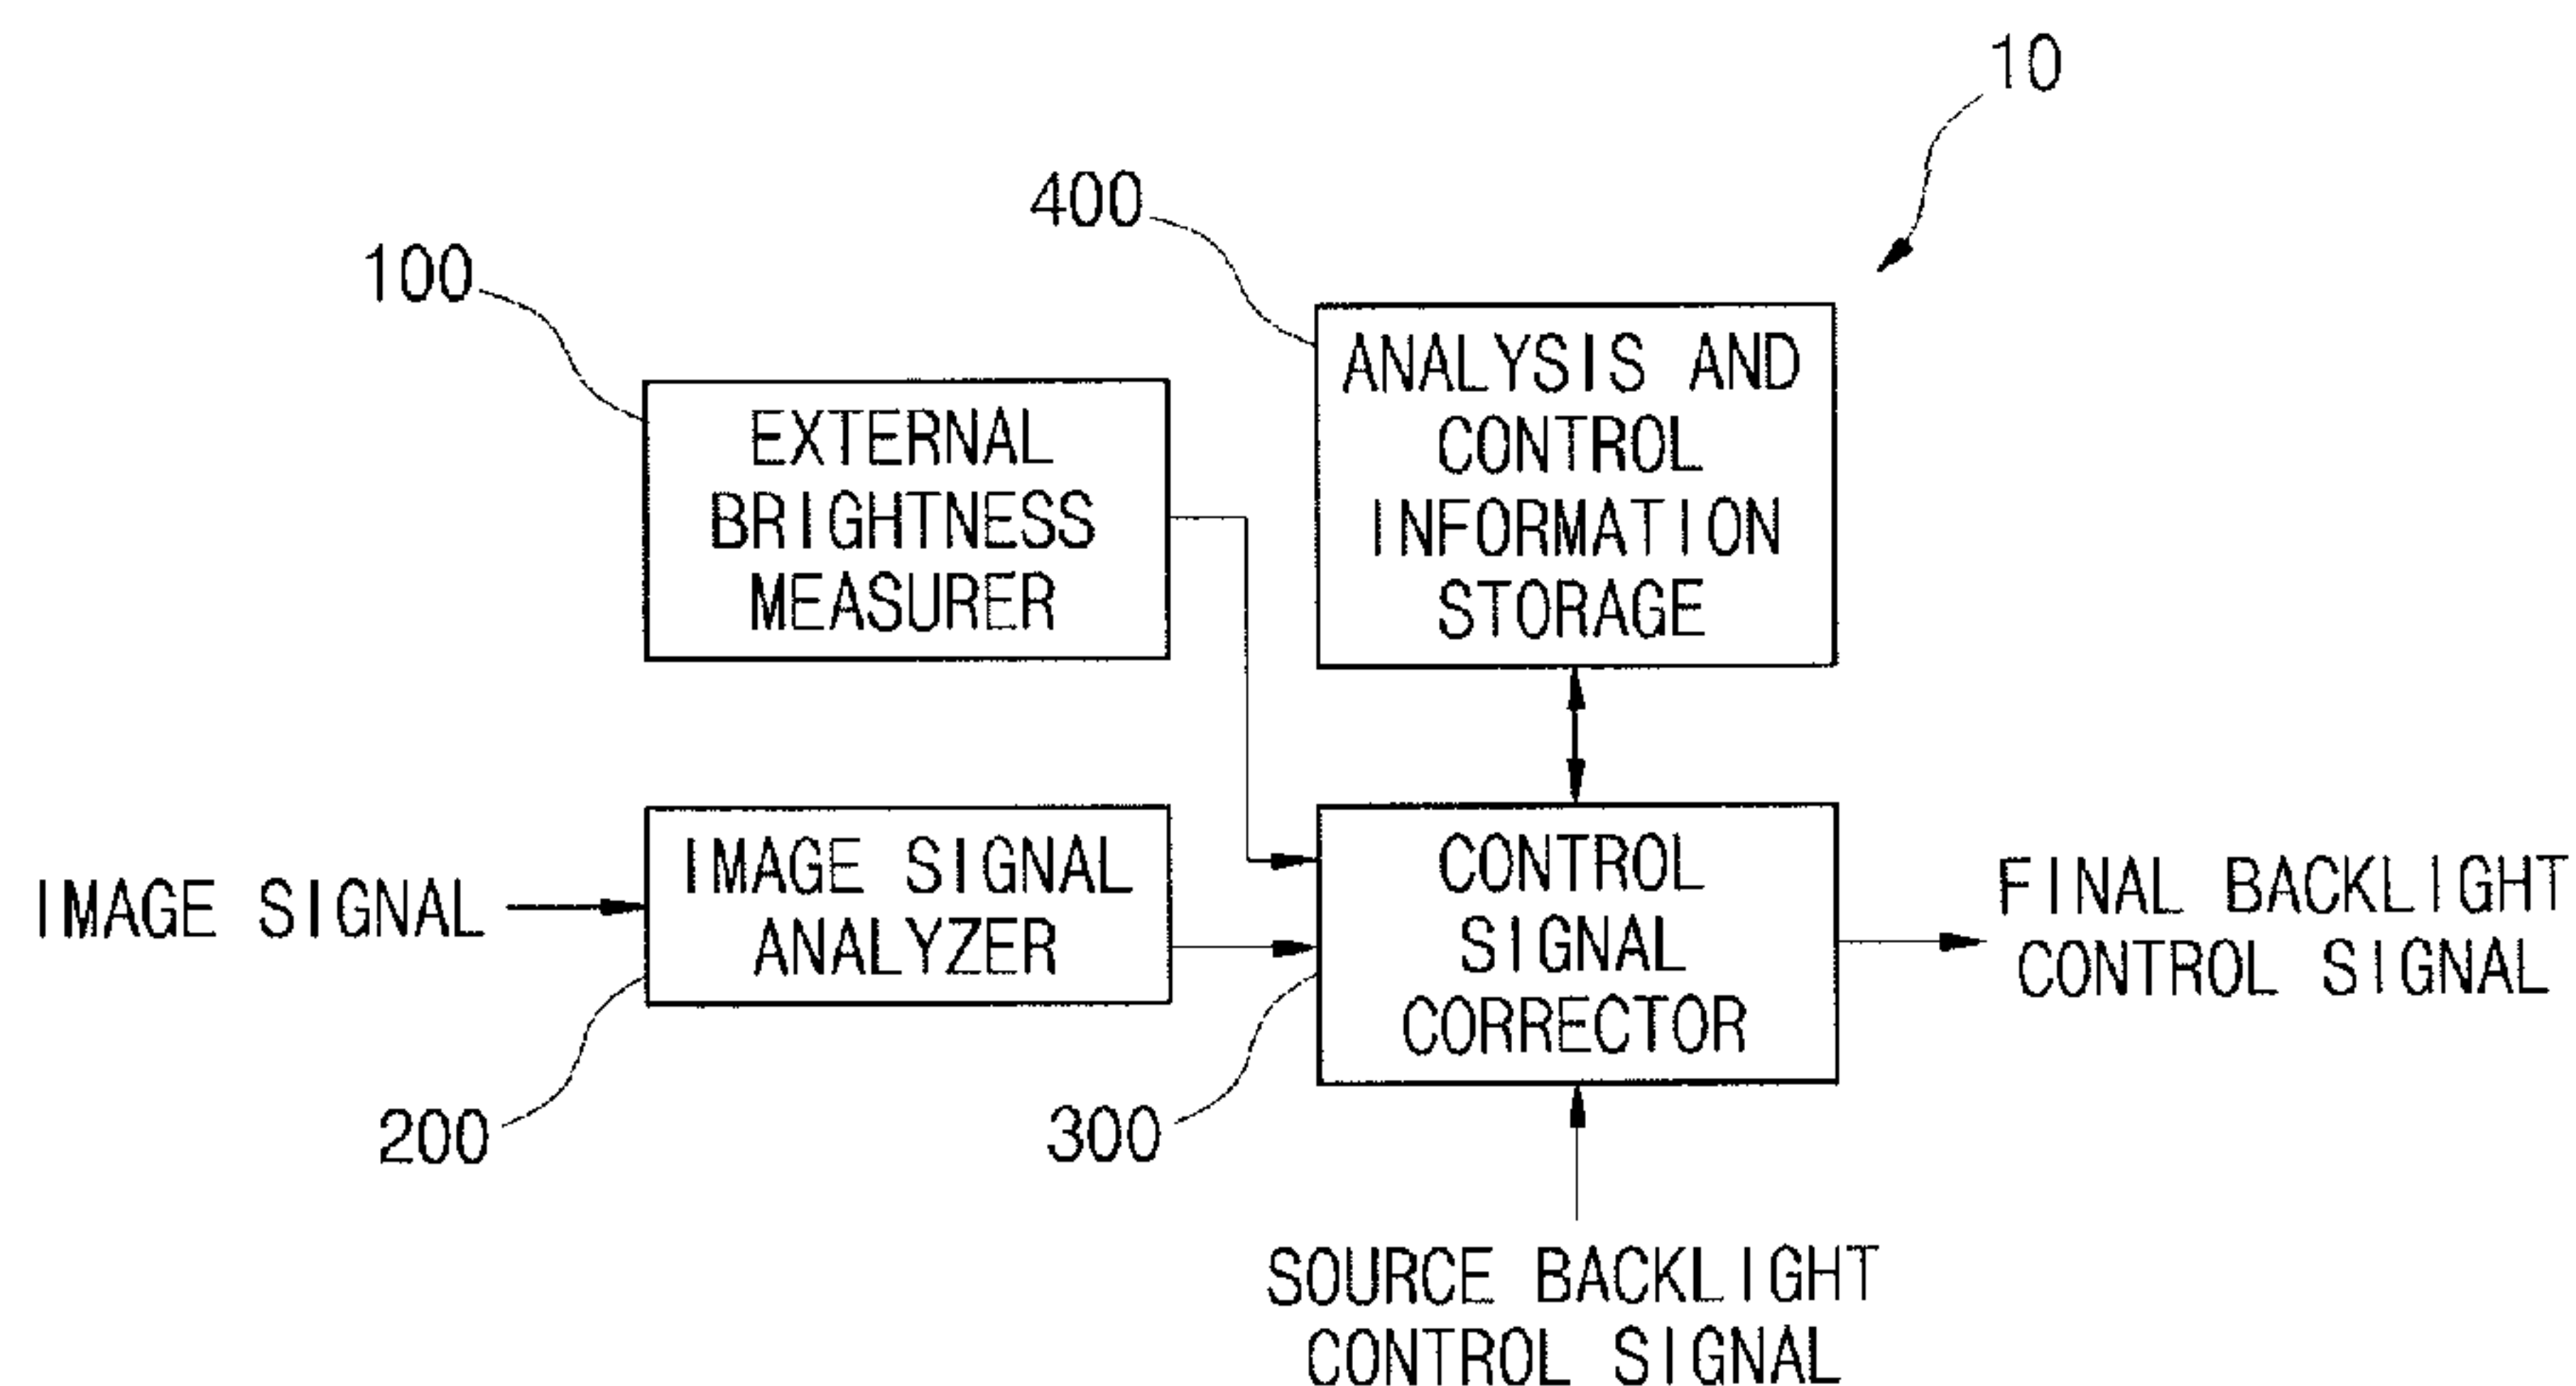 10
400
100
ANALYSIS AND
CONTROL
INFORMATION
STORAGE
EXTERNAL
BRIGHTNESS
MEASURER
IMAGE SIGNAL
IMAGE SIGNAL
ANALYZER
CONTROL
SIGNAL
CORRECTOR
FINAL BACKLIGHT
CONTROL SIGNAL
200
300
SOURCE BACKLIGHT
CONTROL SIGNAL